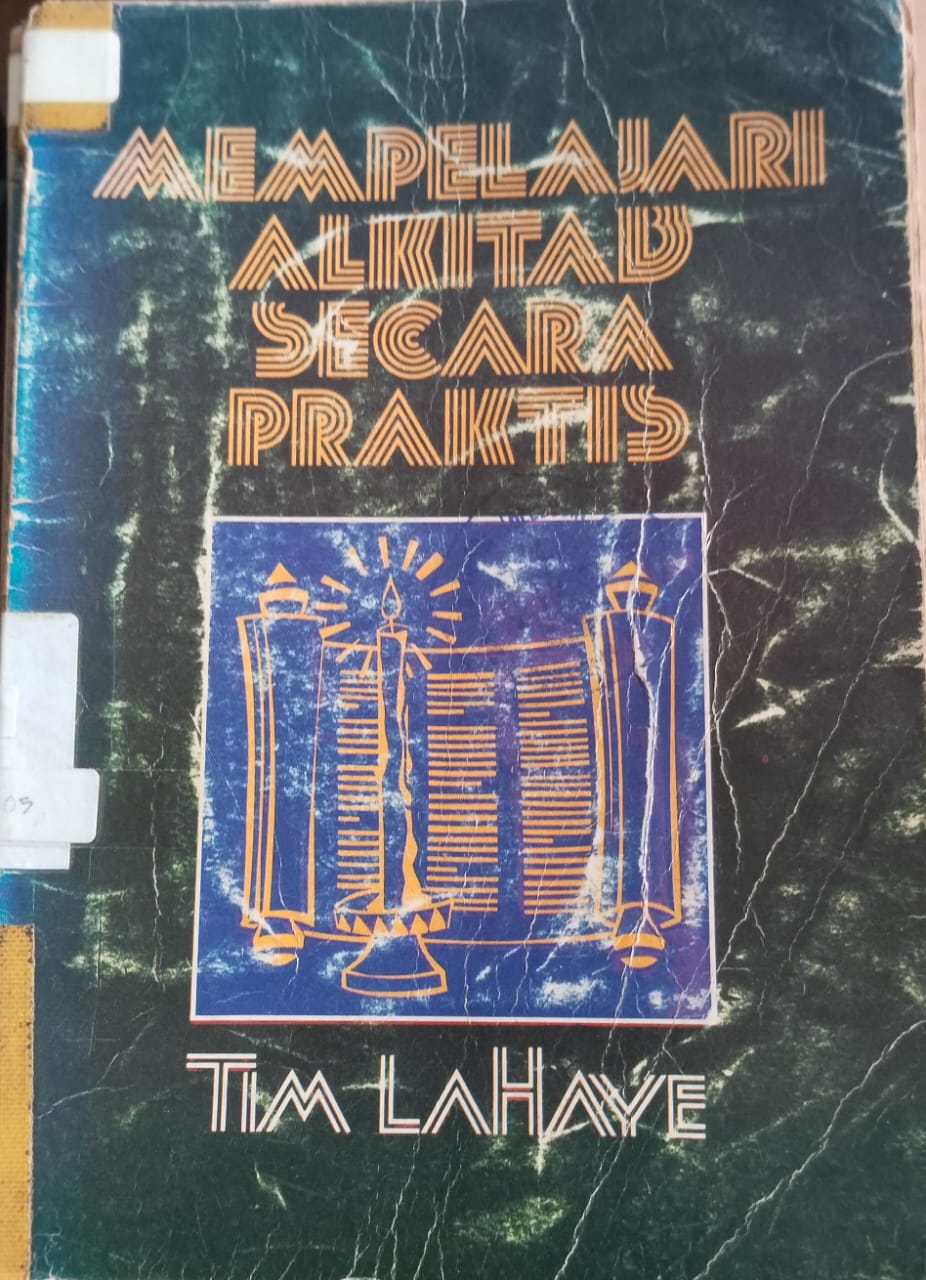 MEMPELAJARI
ALKITAB
SECARA
PRAKTIS
TIM LAHAYE